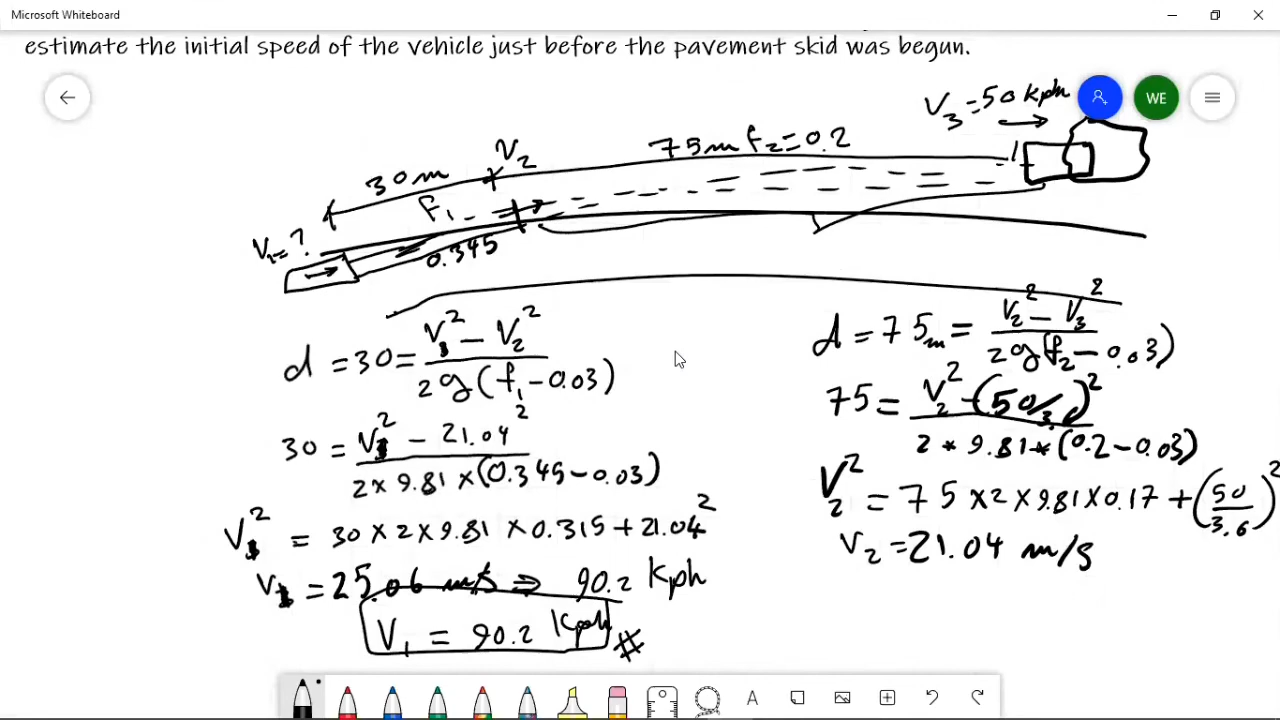 Microsoft Whiteboard
estimate the initial speed of the vehicle just before the pavement skid was begun.
WE
V3 = 50 kph
75m f2 = 0.2
V2
30 m
f1 =
0.345
V1 = ?
d = 30 = V1² - V2² / 2g(f1 - 0.03)
30 = V1² - 21.04² / 2 × 9.81 × (0.345 - 0.03)
V1² = 30 × 2 × 9.81 × 0.315 + 21.04²
V1 = 25.06 m/s ⇒ 90.2 kph
V1 = 90.2 kph #
d = 75m = V2² - V3² / 2g(f2 - 0.03)
75 = V2² - (50/3.6)² / 2 * 9.81 * (0.2 - 0.03)
V2² = 75 × 2 × 9.81 × 0.17 + (50/3.6)²
V2 = 21.04 m/s
A